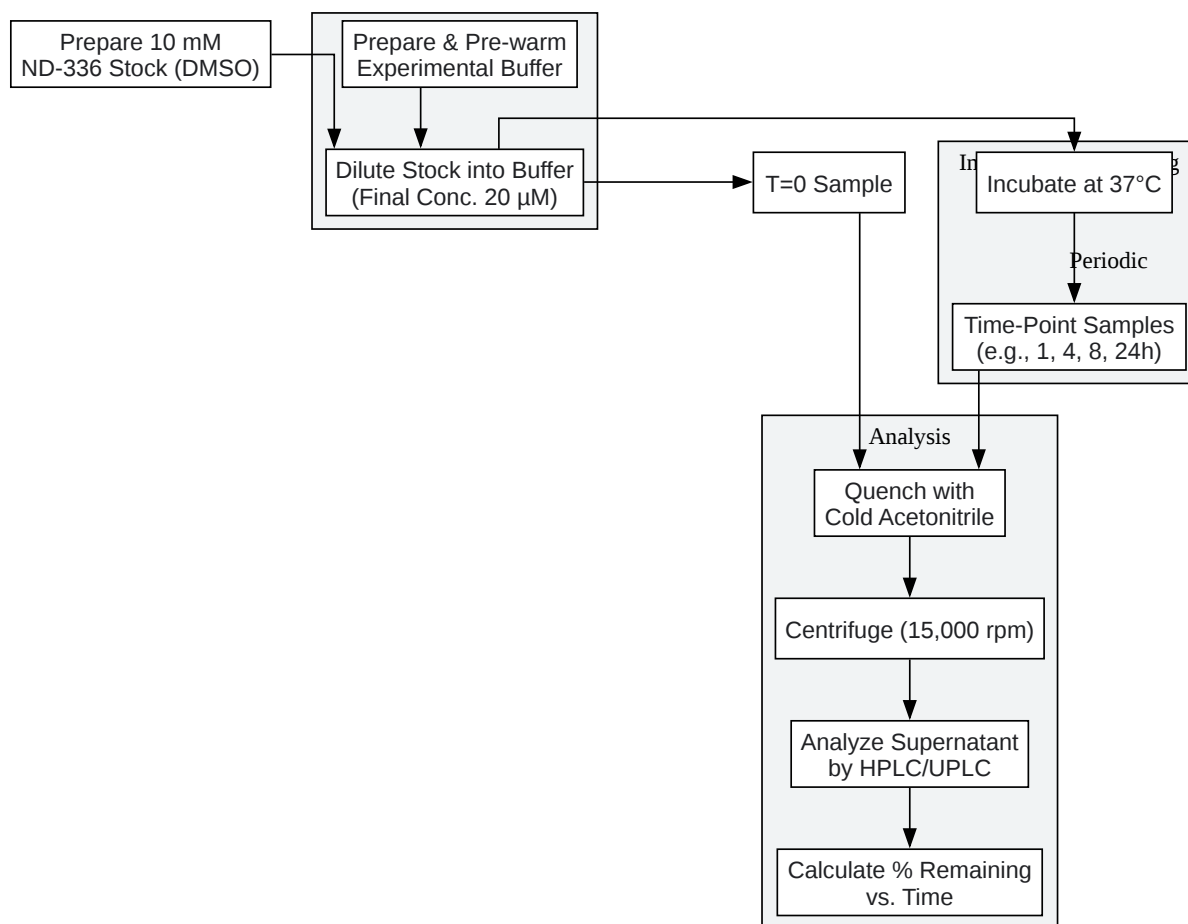 Prepare 10 mM
ND-336 Stock (DMSO)
Prepare & Pre-warm
Experimental Buffer
Dilute Stock into Buffer
(Final Conc. 20 µM)
T=0 Sample
Incubate at 37°C
Periodic
Time-Point Samples
(e.g., 1, 4, 8, 24h)
Analysis
Quench with
Cold Acetonitrile
Centrifuge (15,000 rpm)
Analyze Supernatant
by HPLC/UPLC
Calculate % Remaining
vs. Time